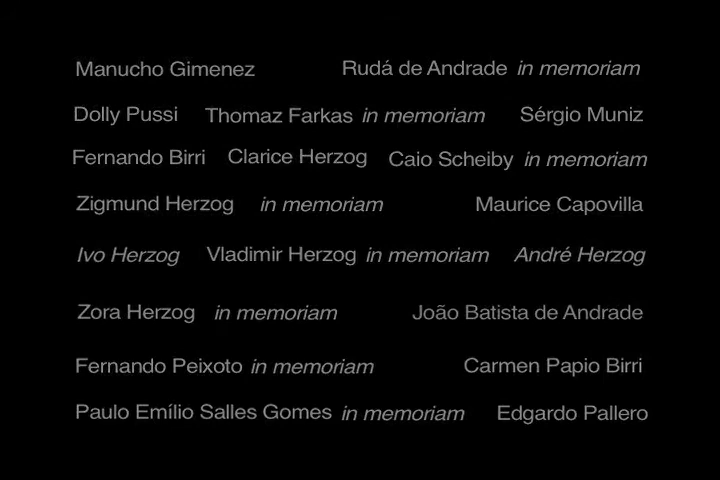 Manucho Gimenez Rudá de Andrade in memoriam
Dolly Pussi Thomaz Farkas in memoriam Sérgio Muniz
Fernando Birri Clarice Herzog Caio Scheiby in memoriam
Zigmund Herzog in memoriam Maurice Capovilla
Ivo Herzog Vladimir Herzog in memoriam André Herzog
Zora Herzog in memoriam João Batista de Andrade
Fernando Peixoto in memoriam Carmen Papio Birri
Paulo Emílio Salles Gomes in memoriam Edgardo Pallero